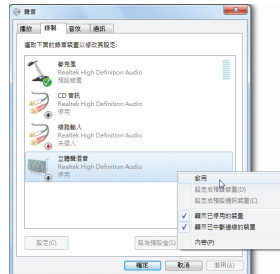 聲音
播放 錄製 音效 通訊
選取下面的錄音裝置以修改其設定:
麥克風
Realtek High Definition Audio
預設裝置
CD 音訊
Realtek High Definition Audio
停用
線路輸入
Realtek High Definition Audio
未插入
立體聲混音
Realtek High Definition Audio
停用
啟用
設定成預設裝置(D)
設定成預設通訊裝置(C)
顯示已停用的裝置
顯示已中斷連線的裝置
內容(P)
設定(C) 設為預設值(S)
確定 取消 套用(A)